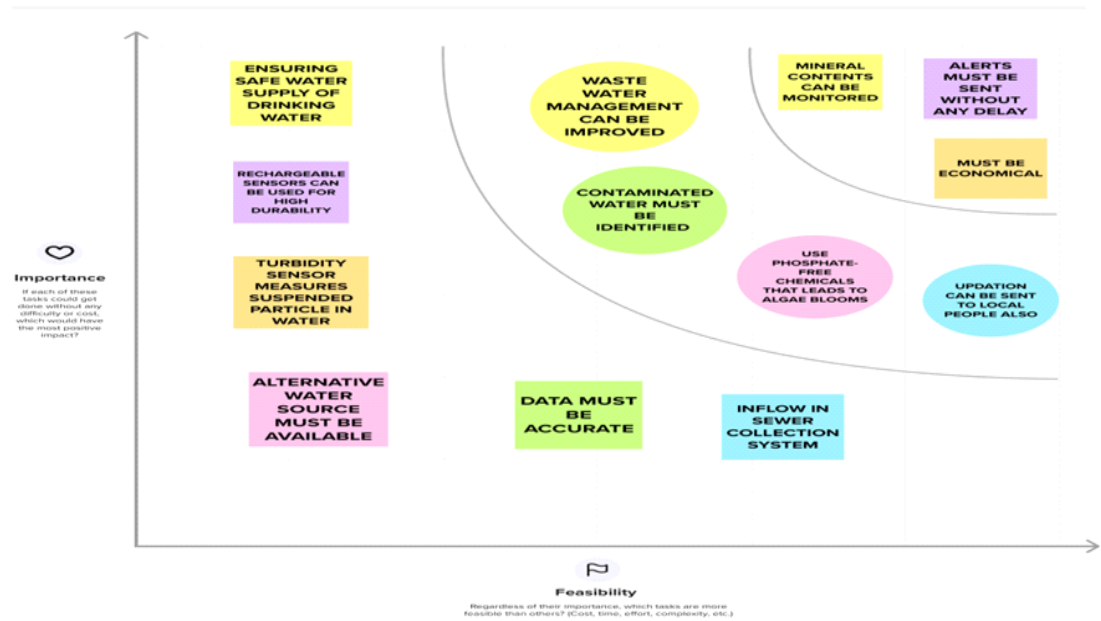 ENSURING
SAFE WATER
SUPPLY OF
DRINKING
WATER
WASTE
WATER
MANAGEMENT
CAN BE
IMPROVED
MINERAL
CONTENTS
CAN BE
MONITORED
ALERTS
MUST BE
SENT
WITHOUT
ANY DELAY
MUST BE
ECONOMICAL
RECHARGEABLE
SENSORS CAN
BE USED FOR
HIGH
DURABILITY
CONTAMINATED
WATER MUST
BE
IDENTIFIED
TURBIDITY
SENSOR
MEASURES
SUSPENDED
PARTICLE IN
WATER
USE
PHOSPHATE-
FREE
CHEMICALS
THAT LEADS TO
ALGAE BLOOMS
UPDATION
CAN BE SENT
TO LOCAL
PEOPLE ALSO
Importance
If each of these
tasks could get
done without any
difficulty or cost,
which would have
the most positive
impact?
ALTERNATIVE
WATER
SOURCE
MUST BE
AVAILABLE
DATA MUST
BE
ACCURATE
INFLOW IN
SEWER
COLLECTION
SYSTEM
Feasibility
Regardless of their importance, which tasks are more
feasible than others? (Cost, time, effort, complexity, etc.)